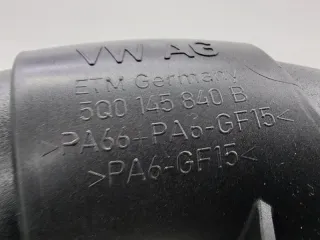 VW AG
ETM Germany
5Q0 145 840 B
>PA66+PA6-GF15<
>PA6-GF15<